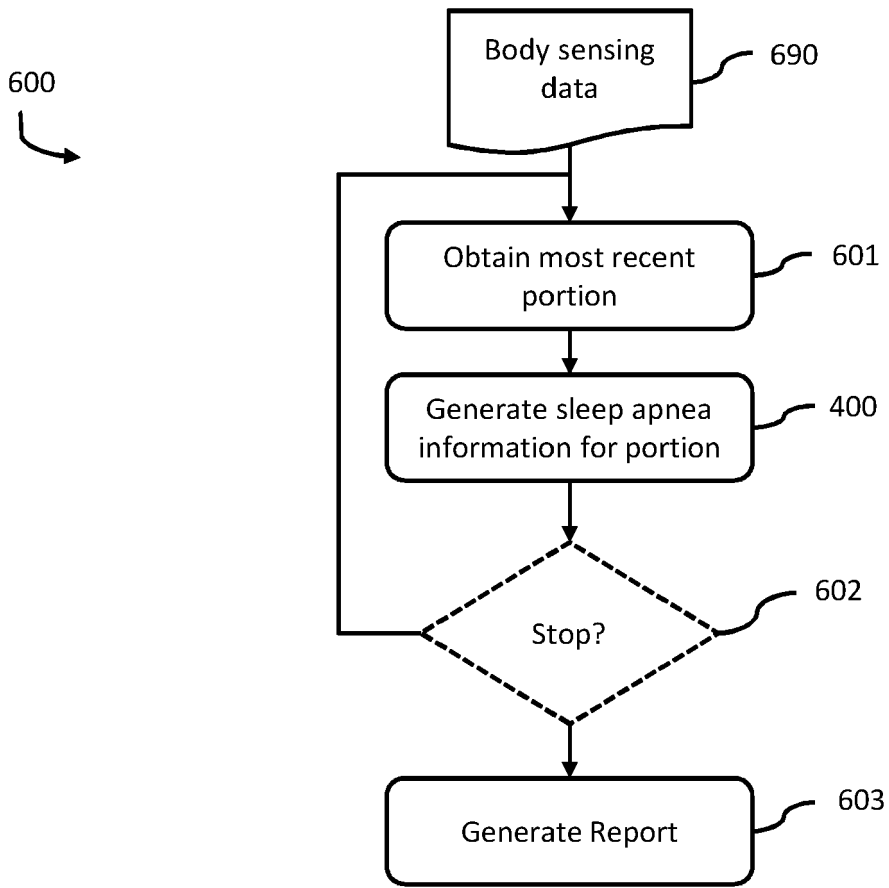 600
Body sensing
data
690
Obtain most recent
portion
601
Generate sleep apnea
information for portion
400
Stop?
602
Generate Report
603